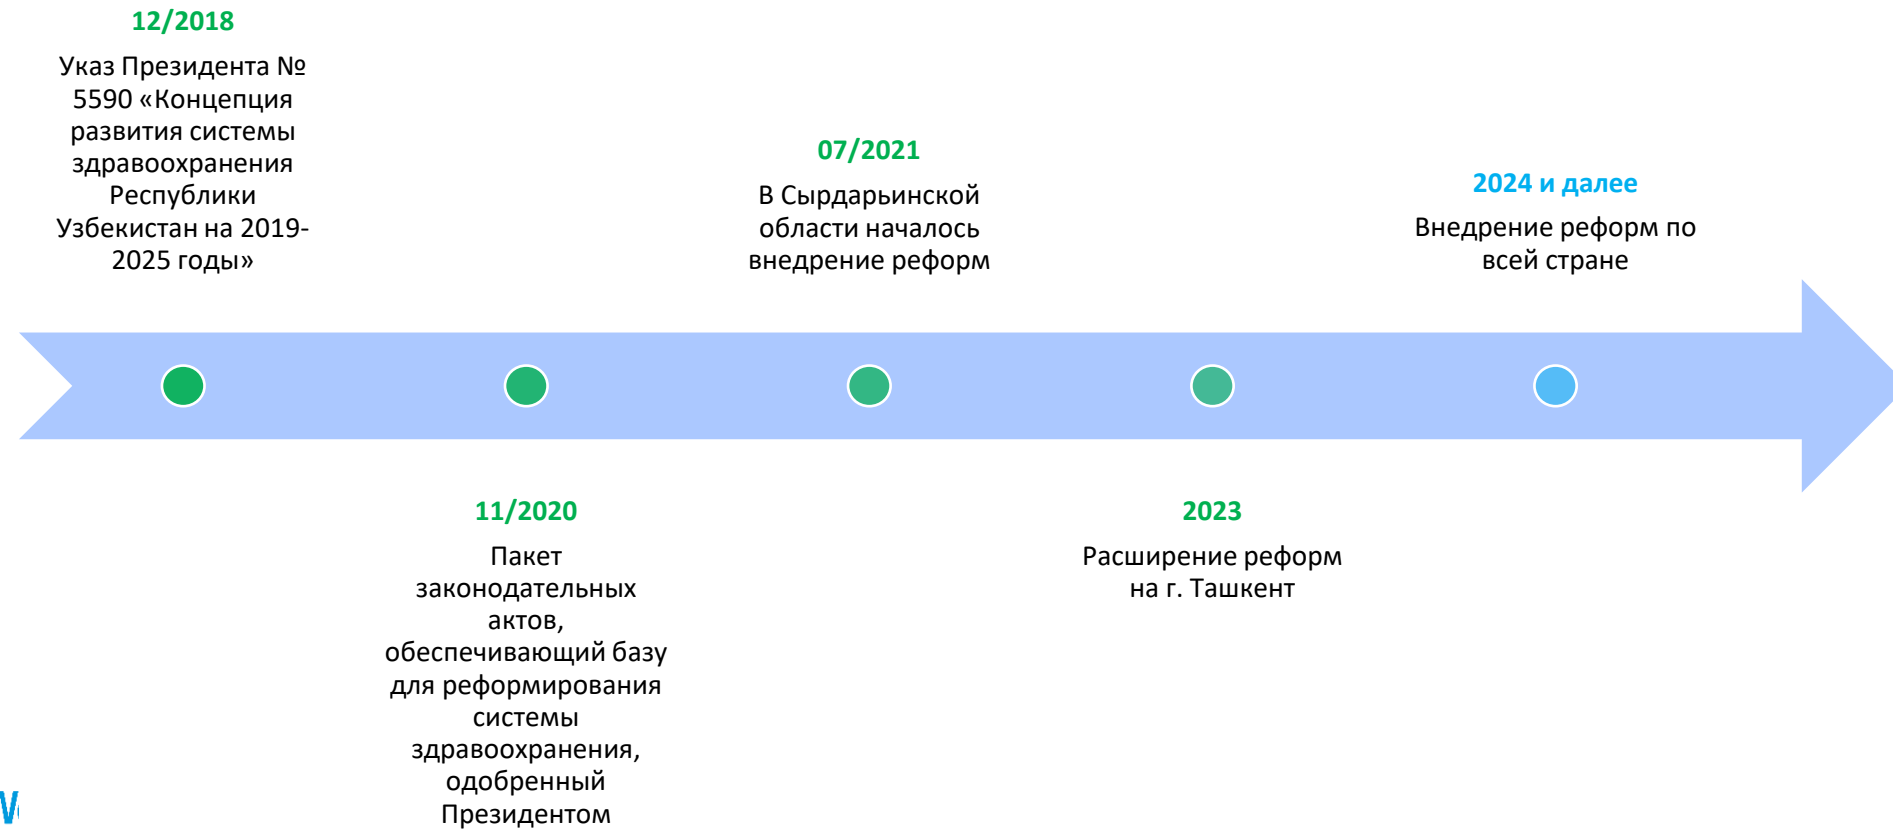 12/2018
Указ Президента №
5590 «Концепция
развития системы
здравоохранения
Республики
Узбекистан на 2019-
2025 годы»
11/2020
Пакет
законодательных
актов,
обеспечивающий базу
для реформирования
системы
здравоохранения,
одобренный
Президентом
07/2021
В Сырдарьинской
области началось
внедрение реформ
2023
Расширение реформ
на г. Ташкент
2024 и далее
Внедрение реформ по
всей стране